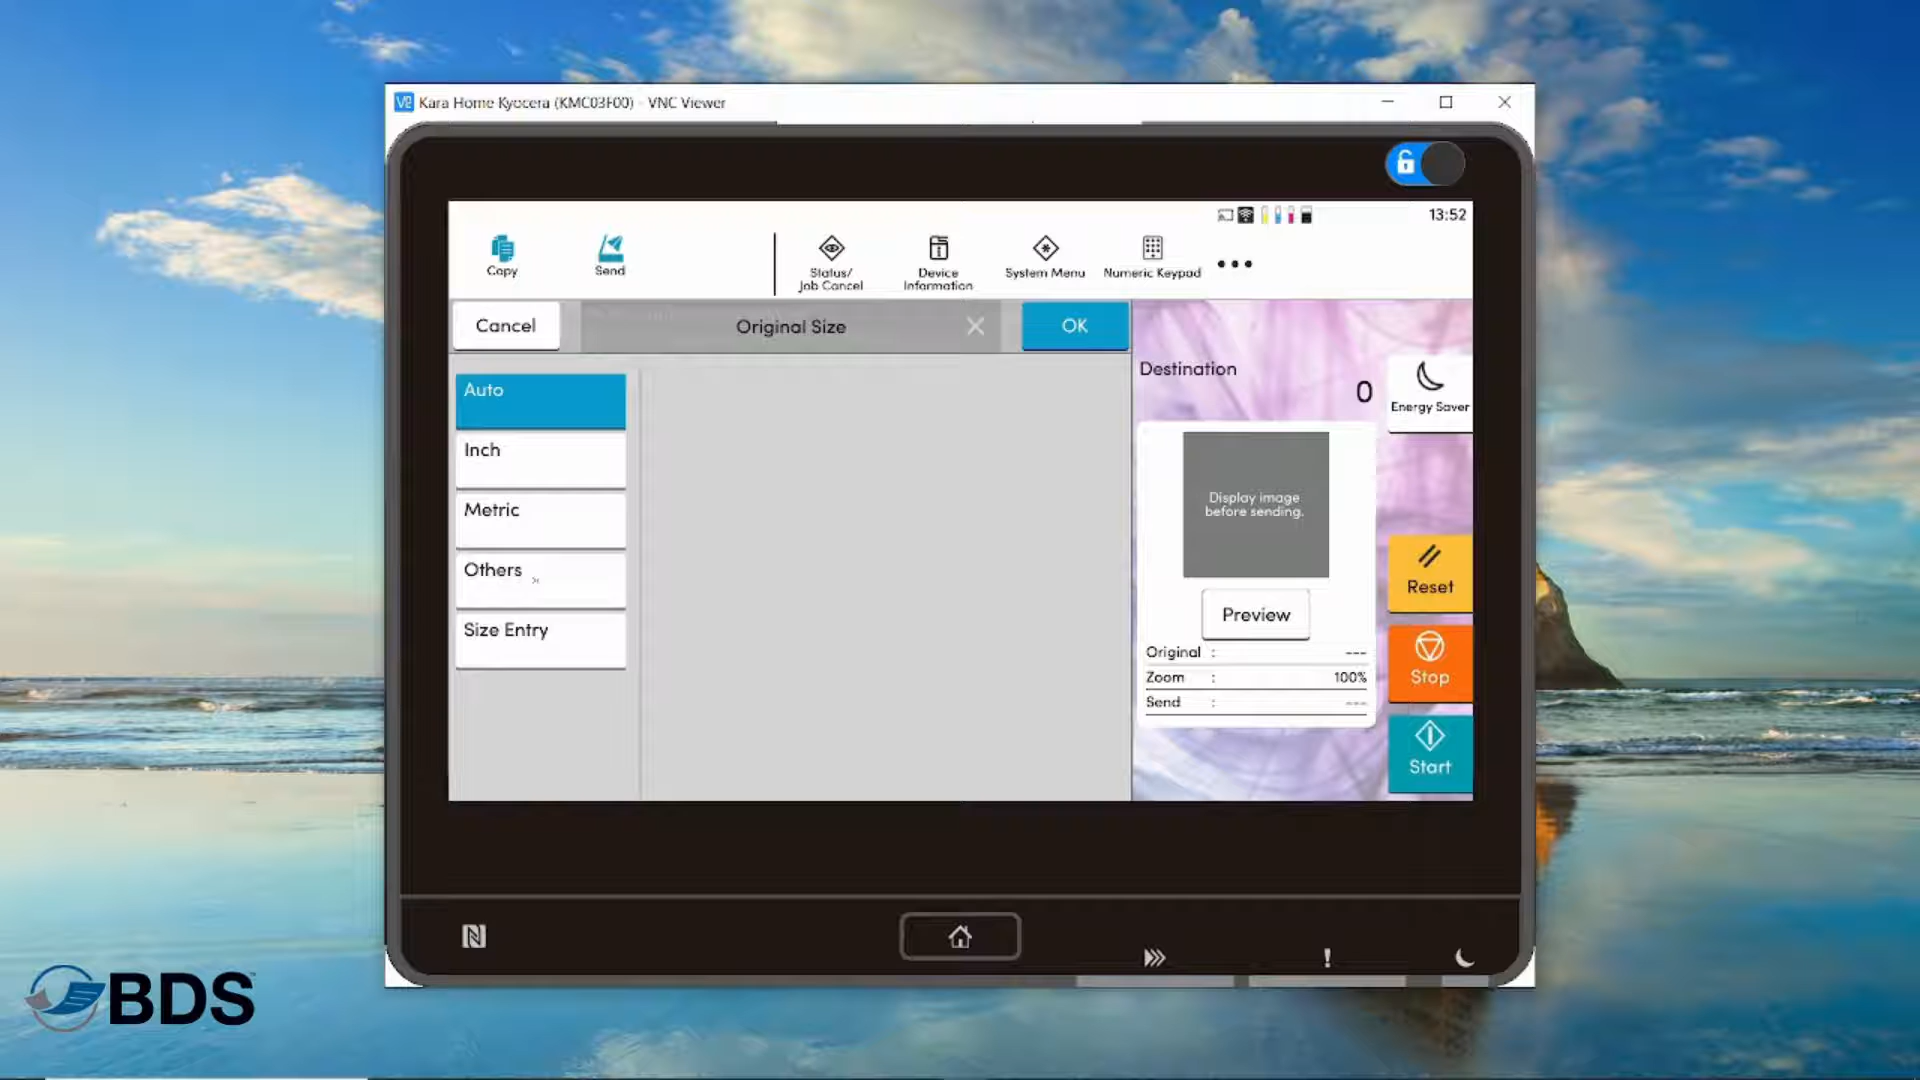 Kara Home Kyocera (KMC03F00) - VNC Viewer
13:52
Copy
Send
Status/
Job Cancel
Device
Information
System Menu
Numeric Keypad
Cancel
Original Size
OK
Auto
Inch
Metric
Others
Size Entry
Destination
0
Display image
before sending.
Preview
Original : ---
Zoom : 100%
Send : ---
Energy Saver
Reset
Stop
Start
BDS